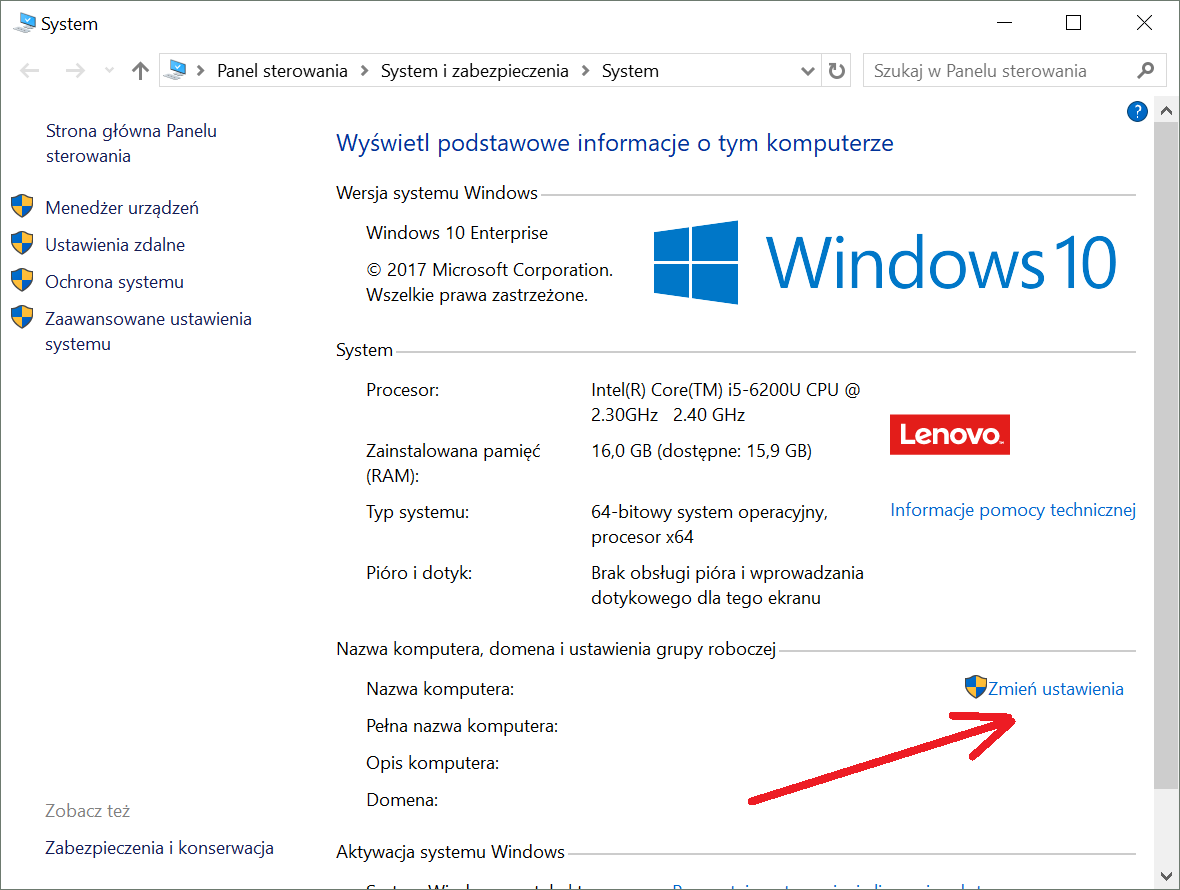 System
Panel sterowania
System i zabezpieczenia
System
Szukaj w Panelu sterowania
?
Strona główna Panelu
sterowania
Menedżer urządzeń
Ustawienia zdalne
Ochrona systemu
Zaawansowane ustawienia
systemu
Zobacz też
Zabezpieczenia i konserwacja
Wyświetl podstawowe informacje o tym komputerze
Wersja systemu Windows
Windows 10 Enterprise
© 2017 Microsoft Corporation.
Wszelkie prawa zastrzeżone.
Windows 10
System
Procesor:
Intel(R) Core(TM) i5-6200U CPU @
2.30GHz 2.40 GHz
Zainstalowana pamięć
(RAM):
16,0 GB (dostępne: 15,9 GB)
Typ systemu:
64-bitowy system operacyjny,
procesor x64
Pióro i dotyk:
Brak obsługi pióra i wprowadzania
dotykowego dla tego ekranu
Lenovo
Informacje pomocy technicznej
Nazwa komputera, domena i ustawienia grupy roboczej
Nazwa komputera:
Zmień ustawienia
Pełna nazwa komputera:
Opis komputera:
Domena:
Aktywacja systemu Windows